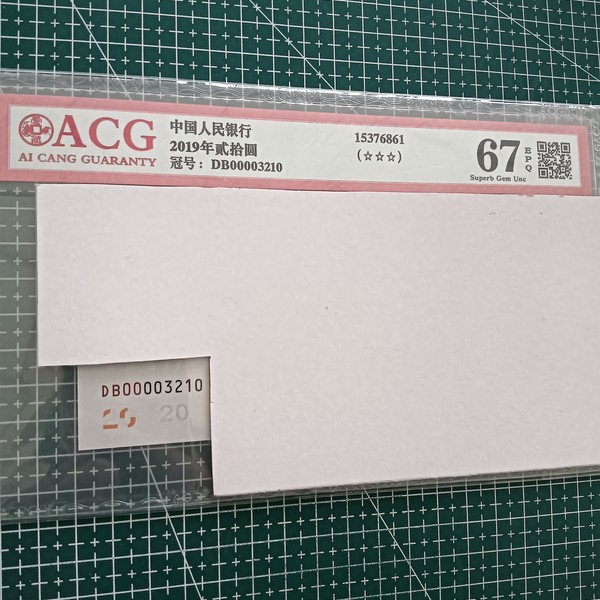 ACG
AI CANG GUARANTY
中国人民银行
2019年贰拾圆
冠号: DB00003210
15376861
(☆☆☆)
67
EPQ
Superb Gem Unc
DB00003210
20